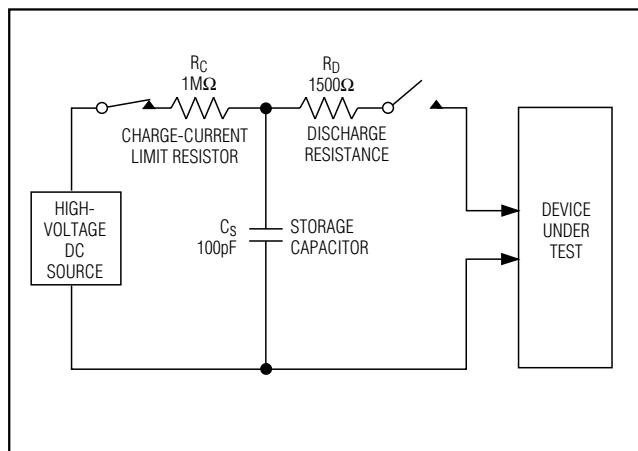 R_C
1MΩ
CHARGE-CURRENT
LIMIT RESISTOR
R_D
1500Ω
DISCHARGE
RESISTANCE
HIGH-
VOLTAGE
DC
SOURCE
C_S
100pF
STORAGE
CAPACITOR
DEVICE
UNDER
TEST